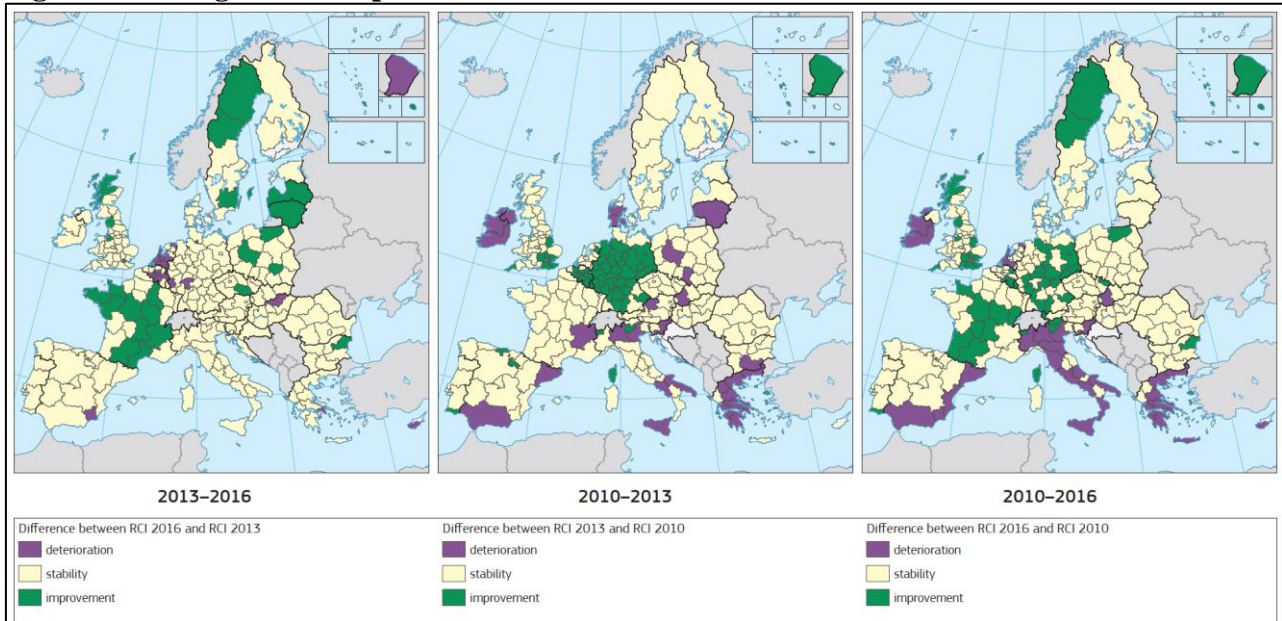 2013–2016
2010–2013
2010–2016
Difference between RCI 2016 and RCI 2013
deterioration
stability
improvement
Difference between RCI 2013 and RCI 2010
deterioration
stability
improvement
Difference between RCI 2016 and RCI 2010
deterioration
stability
improvement